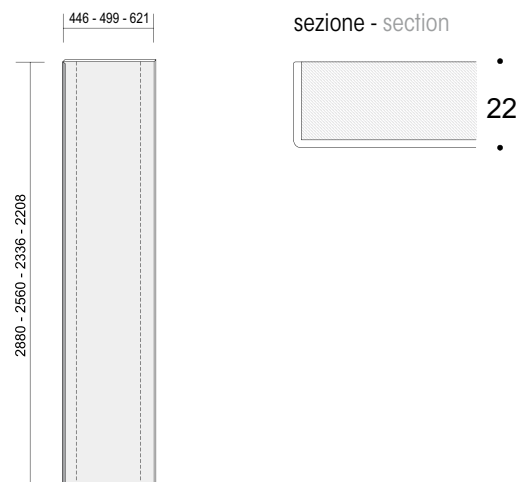 446 - 499 - 621
sezione - section
22
2880 - 2560 - 2336 - 2208